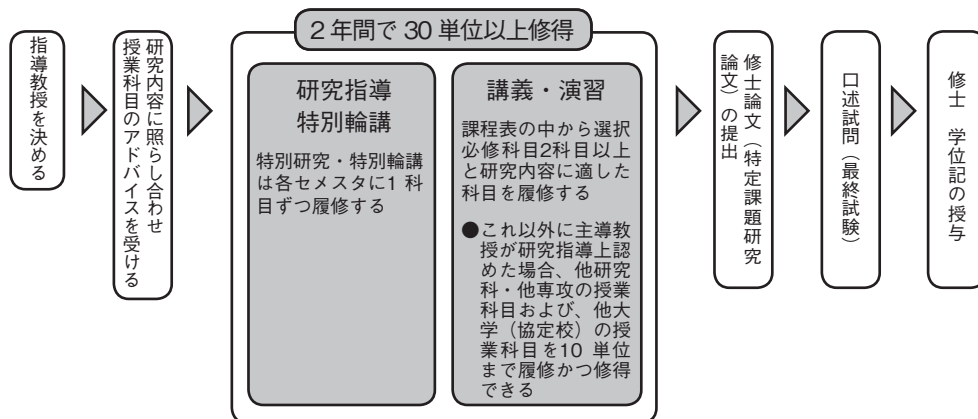 指導教授を決める
研究内容に照らし合わせ
授業科目のアドバイスを受ける
2年間で30単位以上修得
研究指導
特別輪講
特別研究・特別輪講
は各セメスタに1 科
目ずつ履修する
講義・演習
課程表の中から選択
必修科目2科目以上
と研究内容に適した
科目を履修する
●これ以外に主導教
授が研究指導上認
めた場合、他研究
科・他専攻の授業
科目および、他大
学（協定校）の授
業科目を10 単位
まで履修かつ修得
できる
修士論文（特定課題研究
論文）の提出
口述試問（最終試験）
修士　学位記の授与